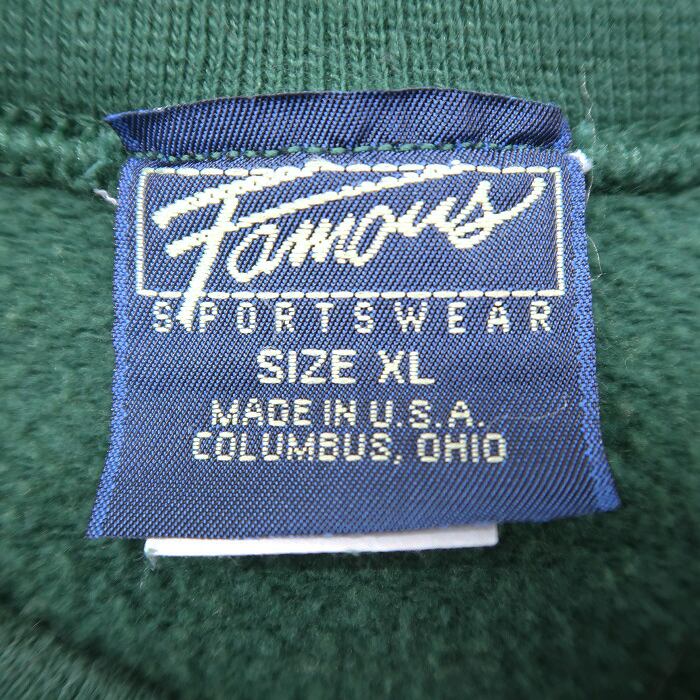 Famous
SPORTSWEAR
SIZE XL
MADE IN U.S.A.
COLUMBUS, OHIO